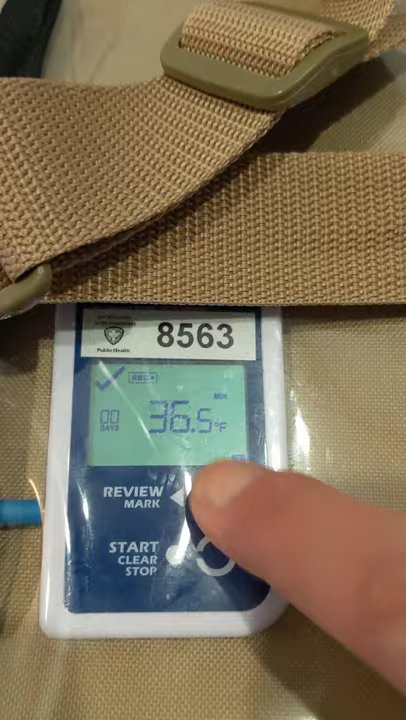 8563
Public Health
REC
MIN
00
DAYS
36.5°F
REVIEW
MARK
START
CLEAR
STOP